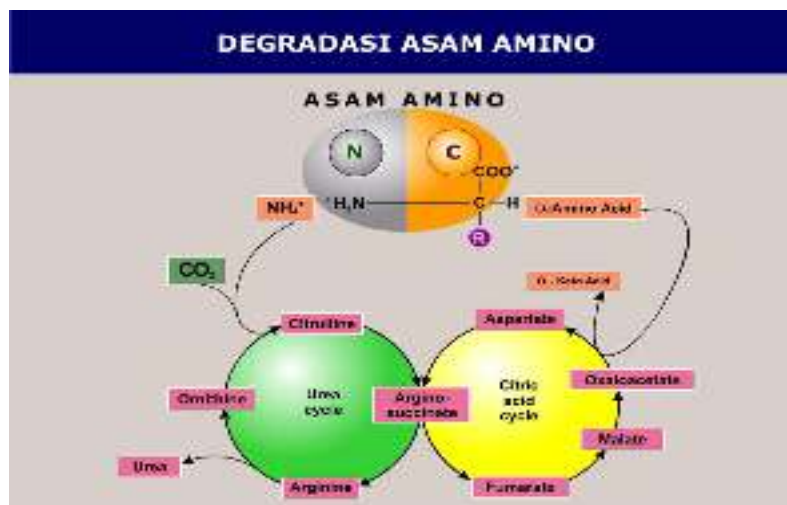 DEGRADASI ASAM AMINO
ASAM AMINO
N
C
COO⁻
NH₄⁺
⁺H₃N
C
H
α-Amino Acid
R
CO₂
α-Keto Acid
Citrulline
Aspartate
Ornithine
Urea
cycle
Argino-
succinate
Citric
acid
cycle
Oxaloacetate
Malate
Urea
Arginine
Fumarate